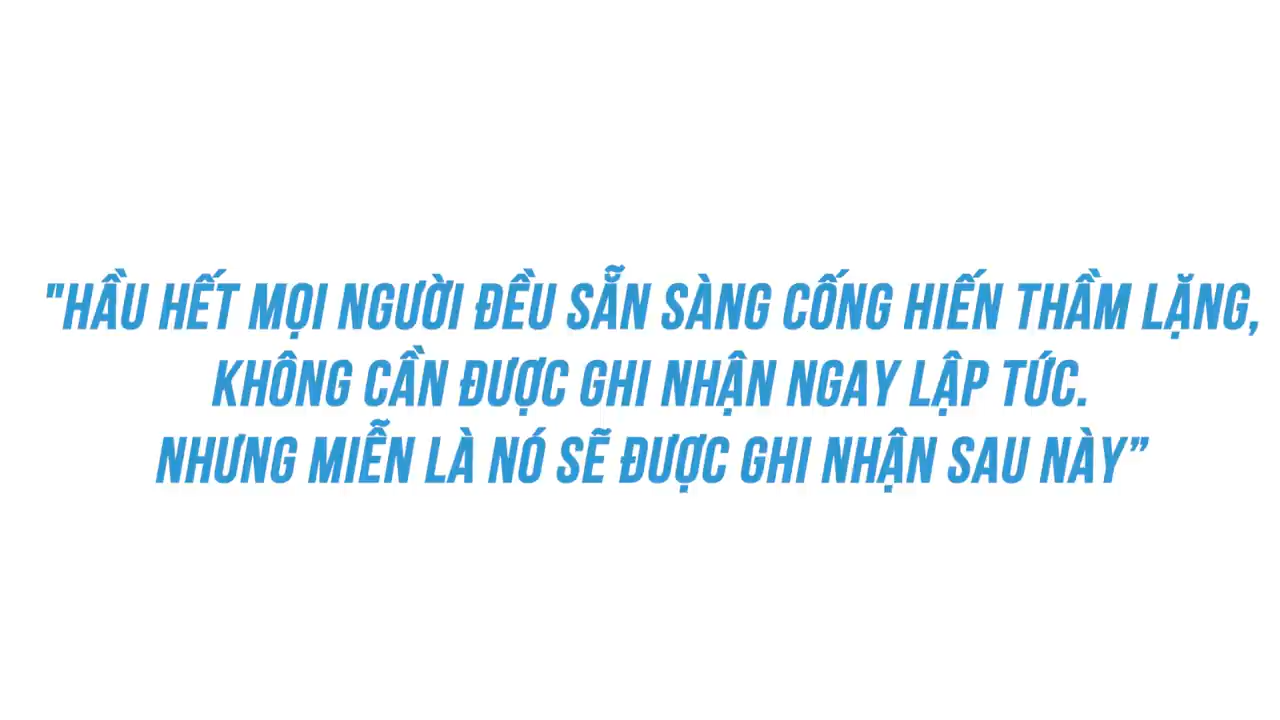 "HẦU HẾT MỌI NGƯỜI ĐỀU SẴN SÀNG CỐNG HIẾN THẦM LẶNG,
KHÔNG CẦN ĐƯỢC GHI NHẬN NGAY LẬP TỨC.
NHƯNG MIỄN LÀ NÓ SẼ ĐƯỢC GHI NHẬN SAU NÀY”